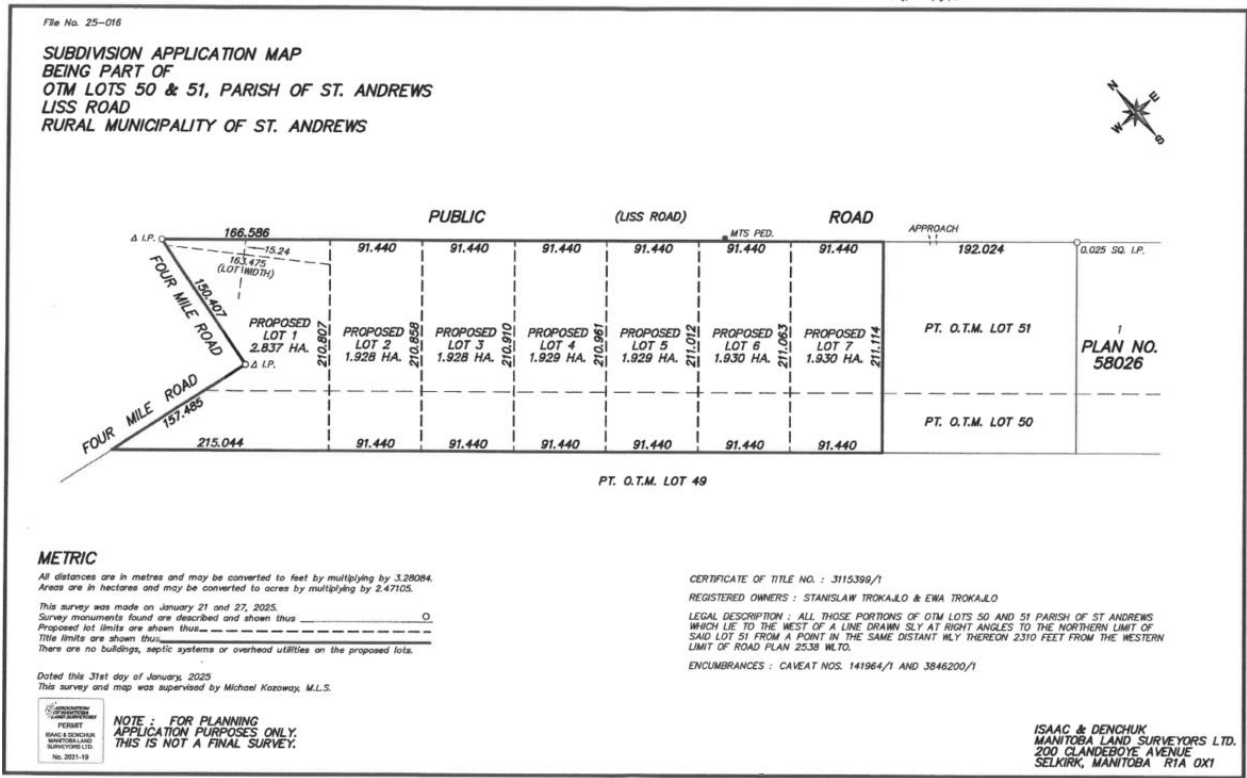 File No. 25-016
SUBDIVISION APPLICATION MAP
BEING PART OF
OTM LOTS 50 & 51, PARISH OF ST. ANDREWS
LISS ROAD
RURAL MUNICIPALITY OF ST. ANDREWS
N
E
W
S
PUBLIC (LISS ROAD) ROAD
Δ I.P.
166.586
MTS PED.
APPROACH
15.24
91.440 91.440 91.440 91.440 91.440 91.440
192.024
0.025 SQ. I.P.
163.475
(LOT WIDTH)
150.407
FOUR MILE ROAD
PROPOSED
LOT 1
2.837 HA.
210.807
PROPOSED
LOT 2
1.928 HA.
210.858
PROPOSED
LOT 3
1.928 HA.
210.910
PROPOSED
LOT 4
1.929 HA.
210.961
PROPOSED
LOT 5
1.929 HA.
211.012
PROPOSED
LOT 6
1.930 HA.
211.063
PROPOSED
LOT 7
1.930 HA.
211.114
PT. O.T.M. LOT 51
1
PLAN NO.
58026
Δ I.P.
FOUR MILE ROAD
157.485
PT. O.T.M. LOT 50
215.044
91.440 91.440 91.440 91.440 91.440 91.440
PT. O.T.M. LOT 49
METRIC
All distances are in metres and may be converted to feet by multiplying by 3.28084.
Areas are in hectares and may be converted to acres by multiplying by 2.47105.
This survey was made on January 21 and 27, 2025.
Survey monuments found are described and shown thus
Proposed lot limits are shown thus
Title limits are shown thus
There are no buildings, septic systems or overhead utilities on the proposed lots.
Dated this 31st day of January, 2025
This survey and map was supervised by Michael Kozoway, M.L.S.
ASSOCIATION
OF MANITOBA
LAND SURVEYORS
PERMIT
ISAAC & DENCHUK
MANITOBA LAND
SURVEYORS LTD.
No. 2021-19
NOTE : FOR PLANNING
APPLICATION PURPOSES ONLY.
THIS IS NOT A FINAL SURVEY.
CERTIFICATE OF TITLE NO. : 3115399/1
REGISTERED OWNERS : STANISLAW TROKAJLO & EWA TROKAJLO
LEGAL DESCRIPTION : ALL THOSE PORTIONS OF OTM LOTS 50 AND 51 PARISH OF ST ANDREWS
WHICH LIE TO THE WEST OF A LINE DRAWN SLY AT RIGHT ANGLES TO THE NORTHERN LIMIT OF
SAID LOT 51 FROM A POINT IN THE SAME DISTANT WLY THEREON 2310 FEET FROM THE WESTERN
LIMIT OF ROAD PLAN 2538 WLTO.
ENCUMBRANCES : CAVEAT NOS. 141964/1 AND 3846200/1
ISAAC & DENCHUK
MANITOBA LAND SURVEYORS LTD.
200 CLANDEBOYE AVENUE
SELKIRK, MANITOBA R1A 0X1